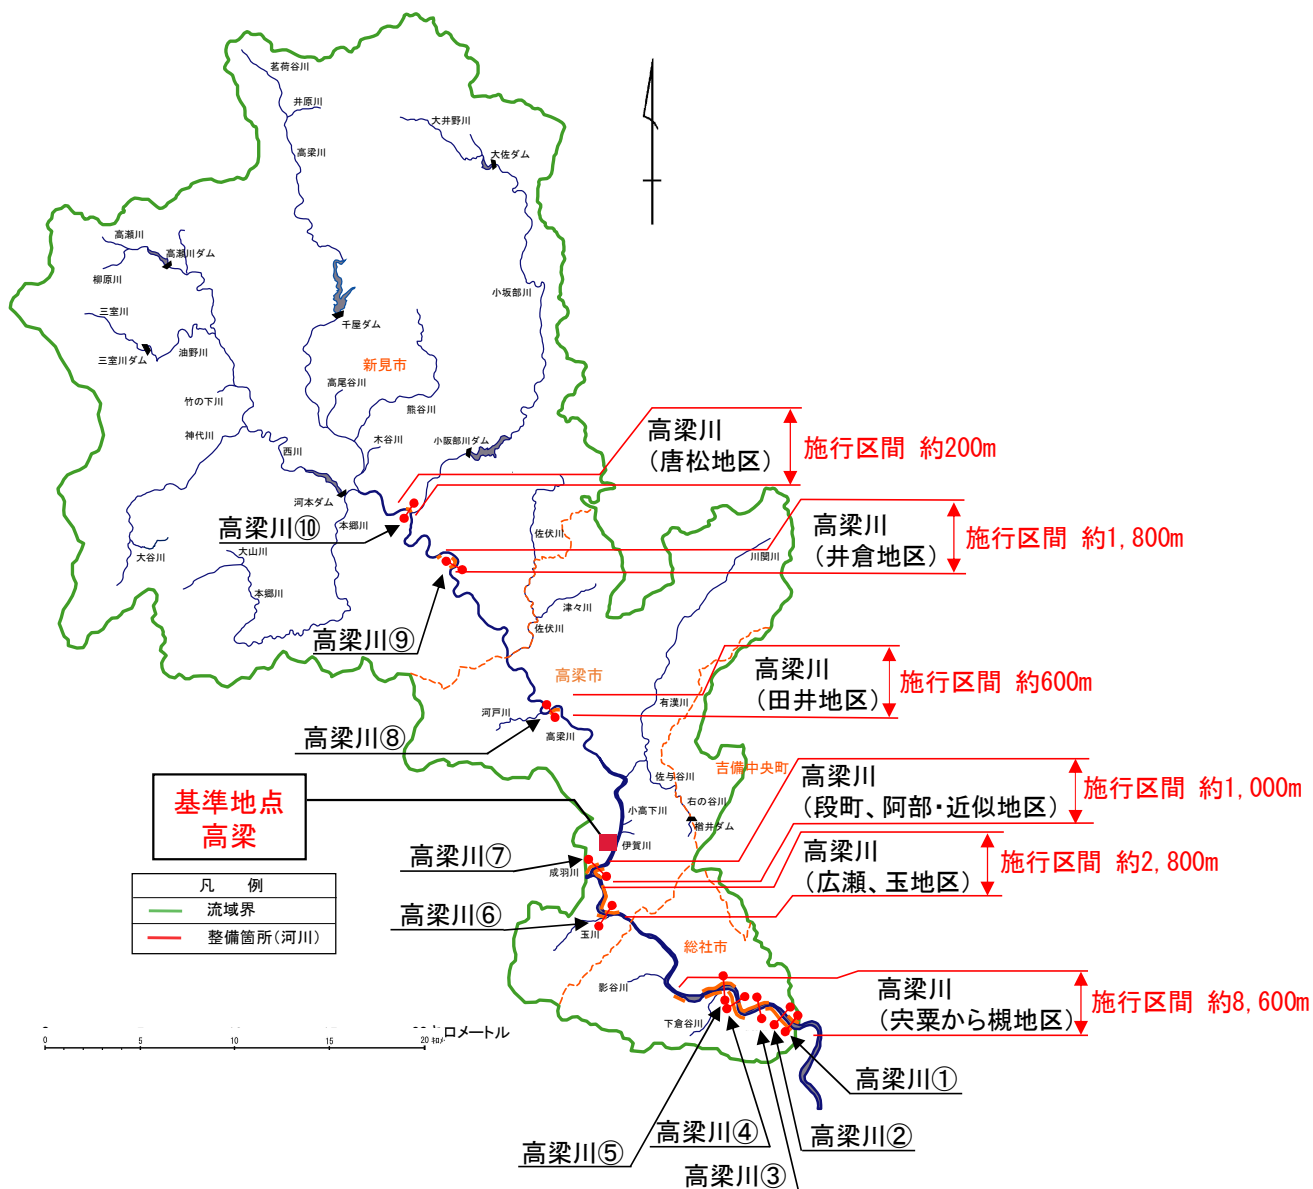 茗荷谷川
井原川
大井野川
高梁川
大佐ダム
高瀬川
高瀬川ダム
柳原川
小坂部川
三室川
千屋ダム
三室川ダム
油野川
新見市
高尾谷川
竹の下川
熊谷川
神代川
木谷川
小阪部川ダム
西川
高梁川
(唐松地区)
施行区間 約200m
河本ダム
高梁川⑩
本郷川
佐伏川
高梁川
(井倉地区)
施行区間 約1,800m
大谷川
大山川
川関川
本郷川
津々川
高梁川⑨
佐伏川
高梁市
高梁川
(田井地区)
施行区間 約600m
有漢川
河戸川
高梁川⑧
高梁川
吉備中央町
佐与谷川
高梁川
(段町、阿部・近似地区)
施行区間 約1,000m
基準地点
高梁
小高下川
右の谷川
楢井ダム
伊賀川
高梁川⑦
成羽川
高梁川
(広瀬、玉地区)
施行区間 約2,800m
凡 例
流域界
整備箇所(河川)
高梁川⑥
玉川
総社市
影谷川
高梁川
(宍粟から槻地区)
施行区間 約8,600m
下倉谷川
0 5 10 15 20
ロメートル
高梁川①
高梁川②
高梁川④
高梁川⑤
高梁川③